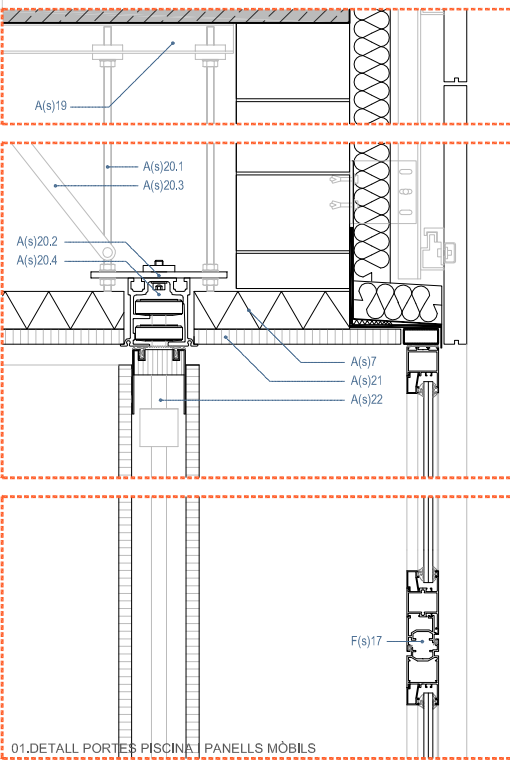 A(s)19
A(s)20.1
A(s)20.3
A(s)20.2
A(s)20.4
A(s)7
A(s)21
A(s)22
F(s)17
01.DETALL PORTES PISCINA I PANELLS MÒBILS